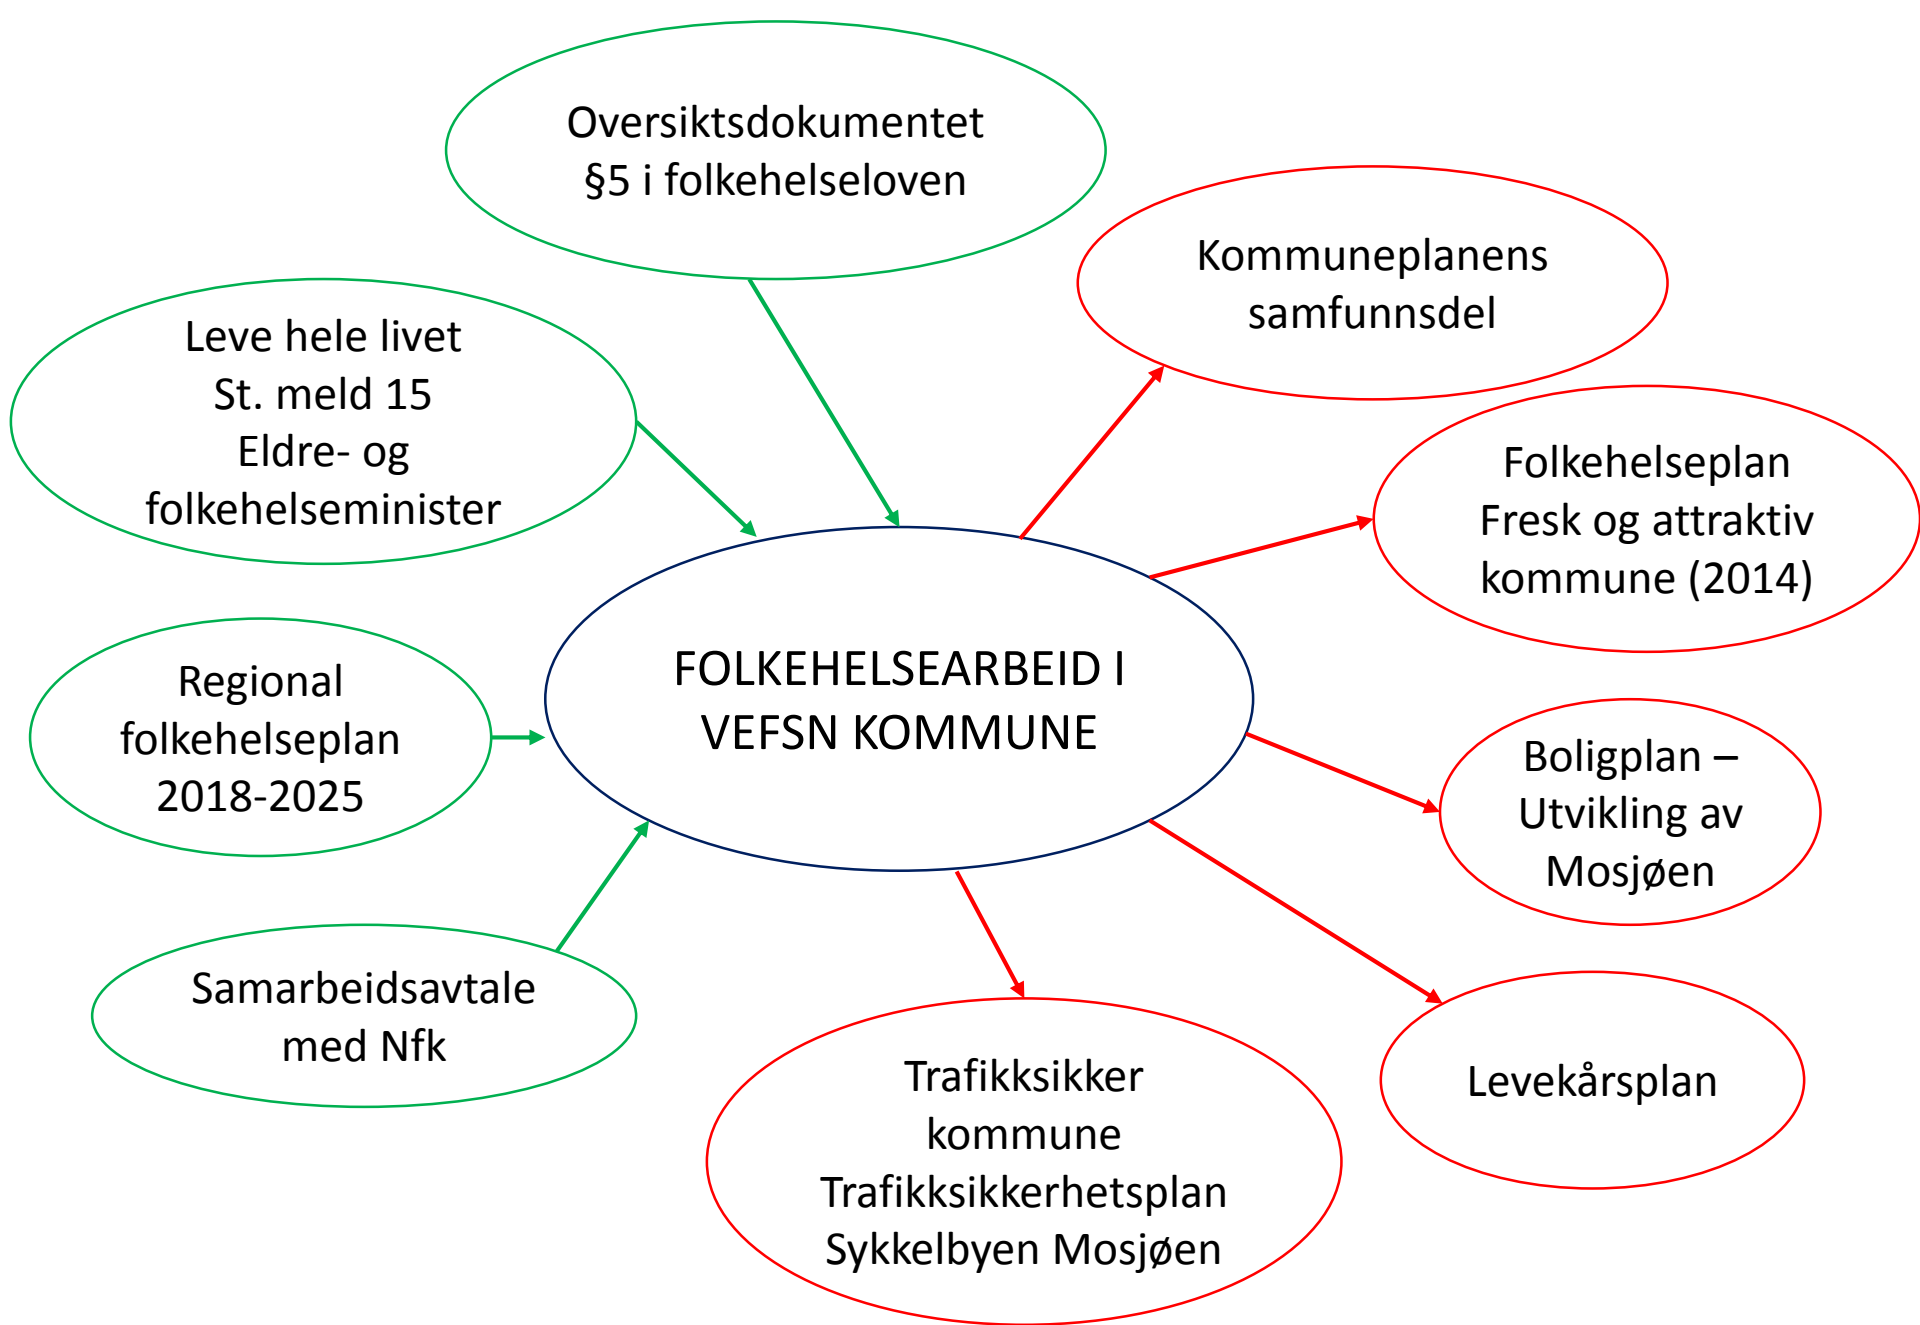 Oversiktsdokumentet
§5 i folkehelseloven
Kommuneplanens
samfunnsdel
Leve hele livet
St. meld 15
Eldre- og
folkehelseminister
Folkehelseplan
Fresk og attraktiv
kommune (2014)
FOLKEHELSEARBEID I
VEFSN KOMMUNE
Regional
folkehelseplan
2018-2025
Boligplan –
Utvikling av
Mosjøen
Samarbeidsavtale
med Nfk
Trafikksikker
kommune
Trafikksikkerhetsplan
Sykkelbyen Mosjøen
Levekårsplan